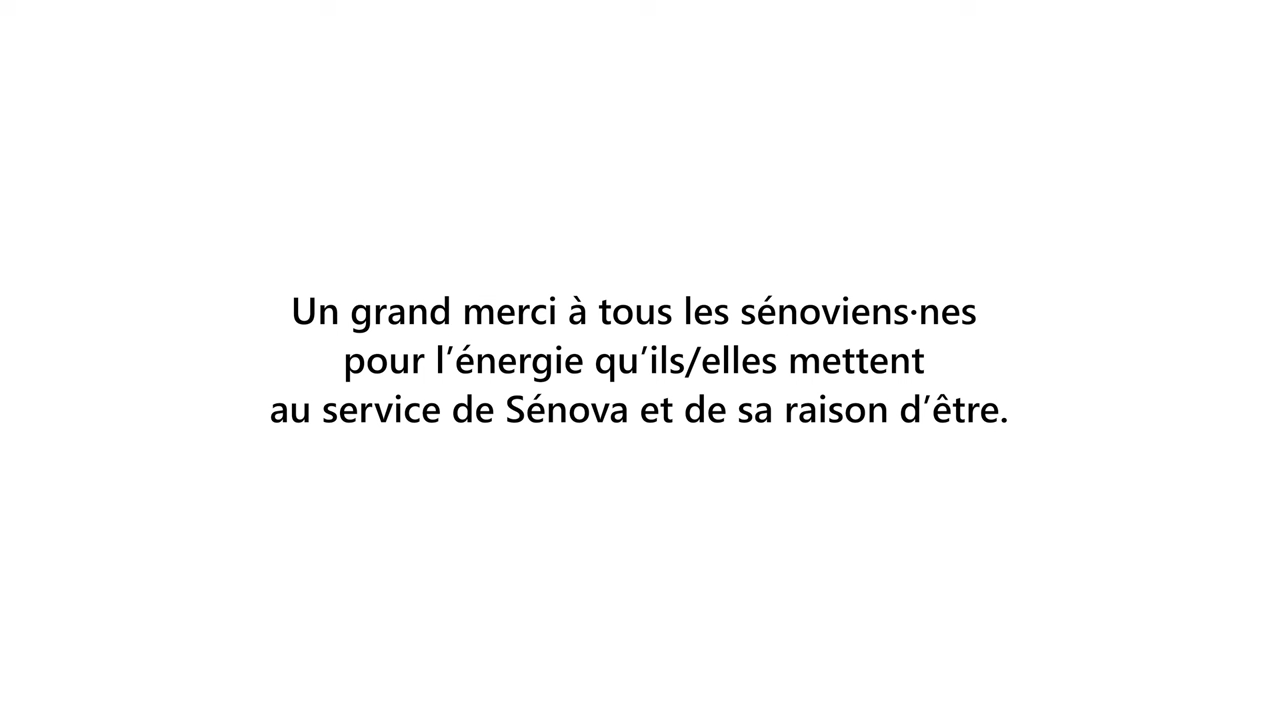 Un grand merci à tous les sénoviens·nes
pour l’énergie qu’ils/elles mettent
au service de Sénova et de sa raison d’être.